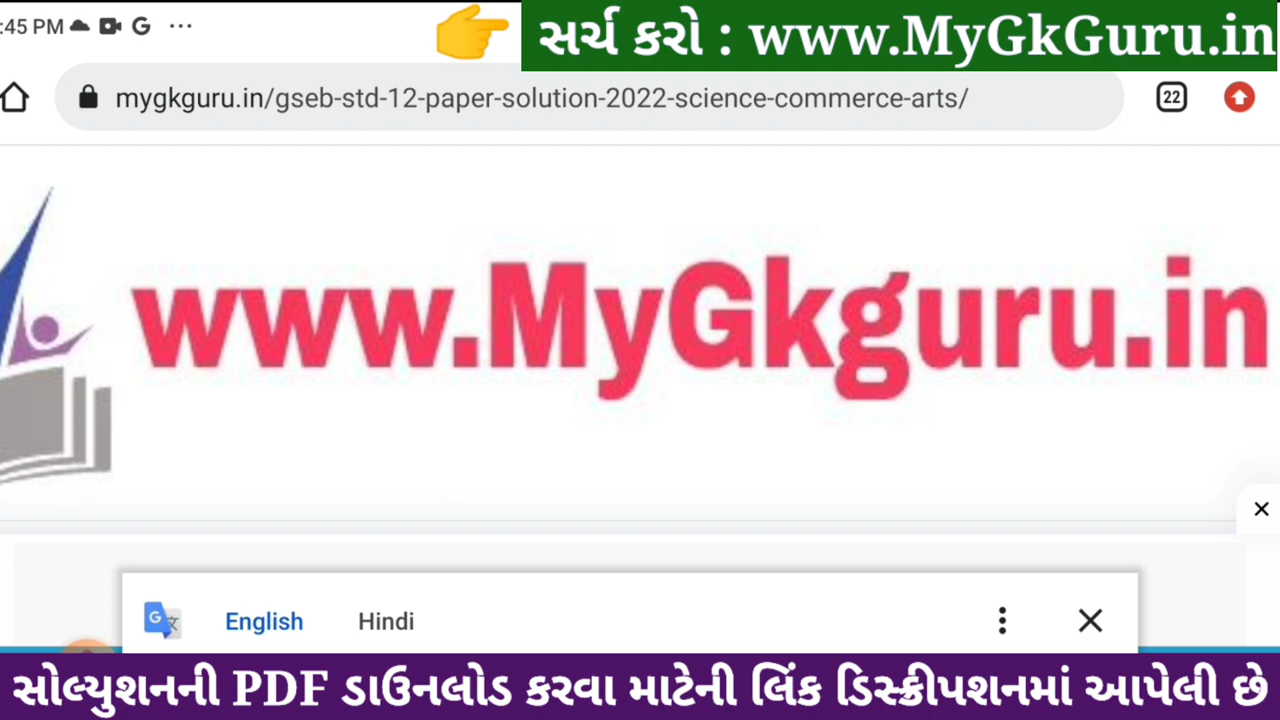 :45 PM G ...
સર્ચ કરો : www.MyGkGuru.in
mygkguru.in/gseb-std-12-paper-solution-2022-science-commerce-arts/
22
www.MyGkguru.in
English Hindi
સોલ્યુશનની PDF ડાઉનલોડ કરવા માટેની લિંક ડિસ્ક્રીપશનમાં આપેલી છે